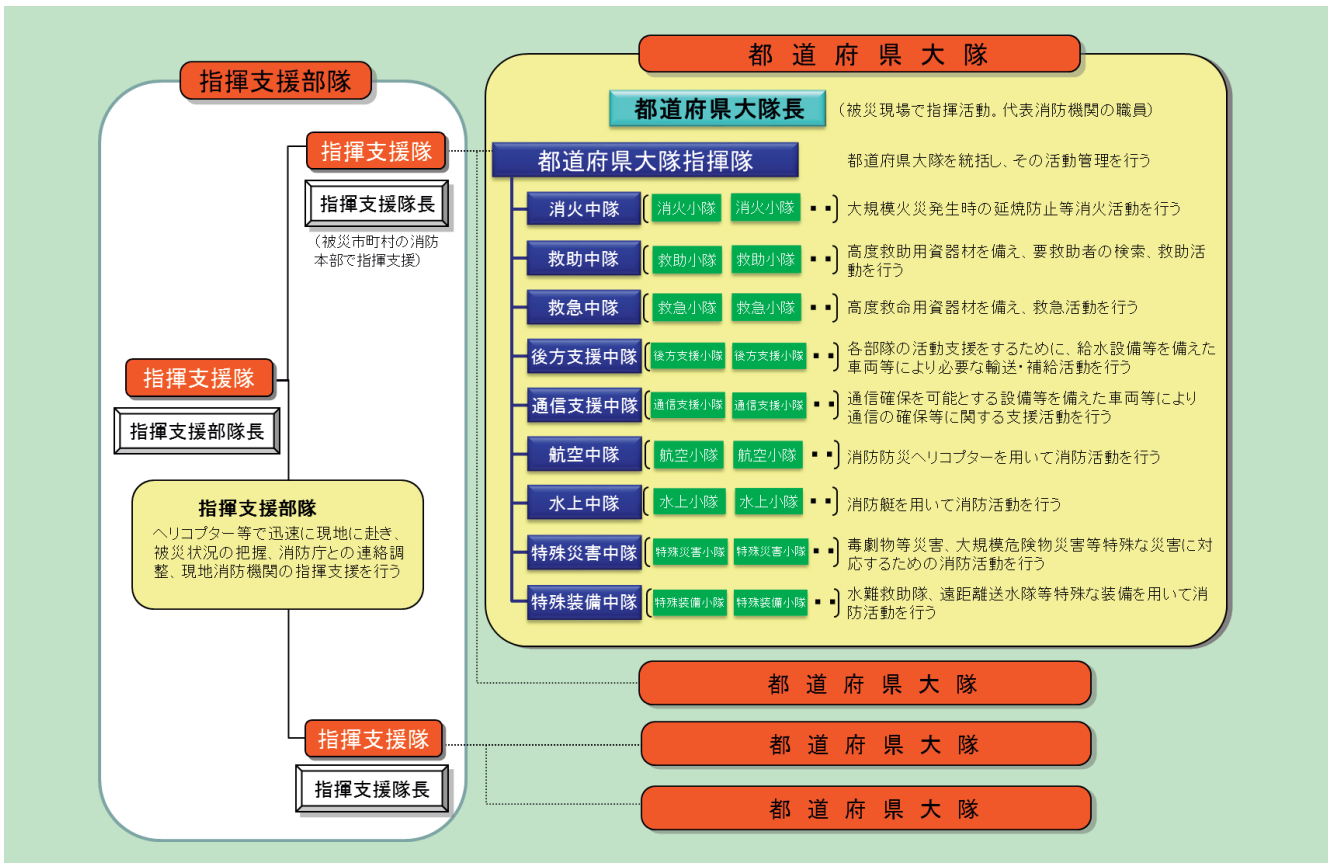 指揮支援部隊
指揮支援隊
指揮支援隊長
(被災市町村の消防
本部で指揮支援)
指揮支援隊
指揮支援部隊長
指揮支援部隊
ヘリコプター等で迅速に現地に赴き、
被災状況の把握、消防庁との連絡調
整、現地消防機関の指揮支援を行う
指揮支援隊
指揮支援隊長
都道府県大隊
都道府県大隊長 (被災現場で指揮活動。代表消防機関の職員)
都道府県大隊指揮隊 都道府県大隊を統括し、その活動管理を行う
消火中隊 消火小隊 消火小隊 ・・ 大規模火災発生時の延焼防止等消火活動を行う
救助中隊 救助小隊 救助小隊 ・・ 高度救助用資器材を備え、要救助者の検索、救助活
動を行う
救急中隊 救急小隊 救急小隊 ・・ 高度救命用資器材を備え、救急活動を行う
後方支援中隊 後方支援小隊 後方支援小隊 ・・ 各部隊の活動支援をするために、給水設備等を備えた
車両等により必要な輸送・補給活動を行う
通信支援中隊 通信支援小隊 通信支援小隊 ・・ 通信確保を可能とする設備等を備えた車両等により
通信の確保等に関する支援活動を行う
航空中隊 航空小隊 航空小隊 ・・ 消防防災ヘリコプターを用いて消防活動を行う
水上中隊 水上小隊 水上小隊 ・・ 消防艇を用いて消防活動を行う
特殊災害中隊 特殊災害小隊 特殊災害小隊 ・・ 毒劇物等災害、大規模危険物災害等特殊な災害に対
応するための消防活動を行う
特殊装備中隊 特殊装備小隊 特殊装備小隊 ・・ 水難救助隊、遠距離送水隊等特殊な装備を用いて消
防活動を行う
都道府県大隊
都道府県大隊
都道府県大隊